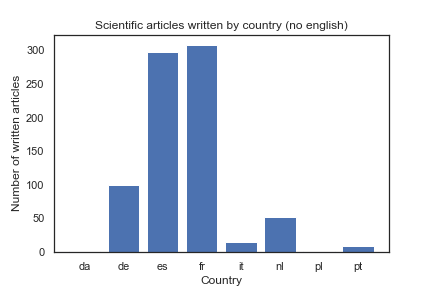 Scientific articles written by country (no english)
Number of written articles
300
250
200
150
100
50
0
da de es fr it nl pl pt
Country